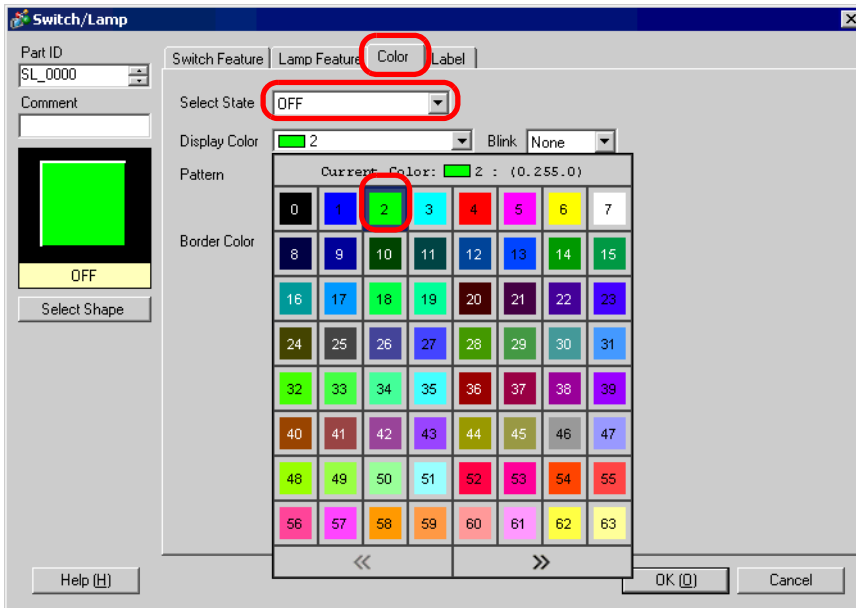 Switch/Lamp
Part ID
SL_0000
Comment
OFF
Select Shape
Switch Feature Lamp Feature Color Label
Select State OFF
Display Color 2 Blink None
Pattern
Border Color
Current Color: 2 : (0.255.0)
0 1 2 3 4 5 6 7
8 9 10 11 12 13 14 15
16 17 18 19 20 21 22 23
24 25 26 27 28 29 30 31
32 33 34 35 36 37 38 39
40 41 42 43 44 45 46 47
48 49 50 51 52 53 54 55
56 57 58 59 60 61 62 63
Help (H) OK (O) Cancel